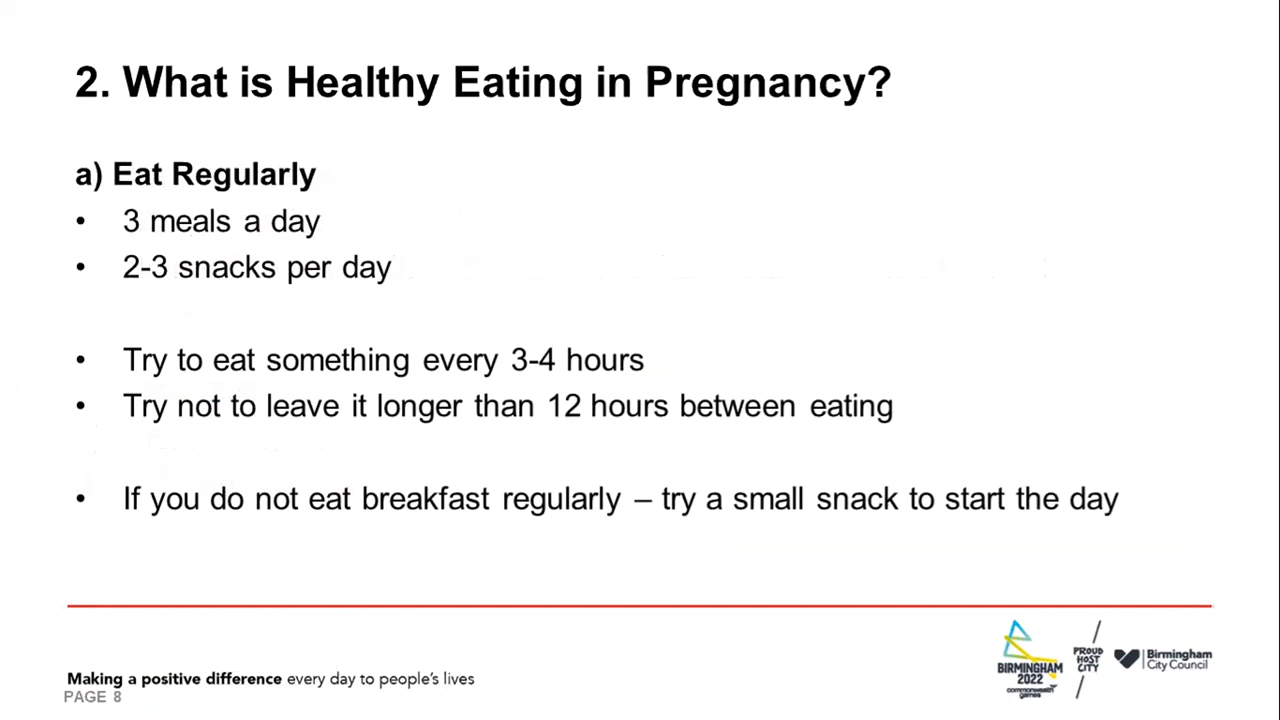 2. What is Healthy Eating in Pregnancy?
a) Eat Regularly
• 3 meals a day
• 2-3 snacks per day
• Try to eat something every 3-4 hours
• Try not to leave it longer than 12 hours between eating
• If you do not eat breakfast regularly – try a small snack to start the day
Making a positive difference every day to people's lives
PAGE 8
BIRMINGHAM
2022
commonwealth
games
PROUD
HOST
CITY
Birmingham
City Council